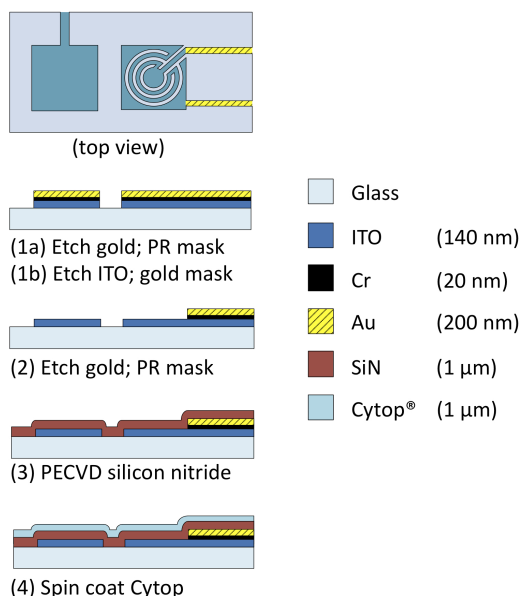 (top view)
(1a) Etch gold; PR mask
(1b) Etch ITO; gold mask
(2) Etch gold; PR mask
(3) PECVD silicon nitride
(4) Spin coat Cytop
Glass
ITO (140 nm)
Cr (20 nm)
Au (200 nm)
SiN (1 μm)
Cytop® (1 μm)